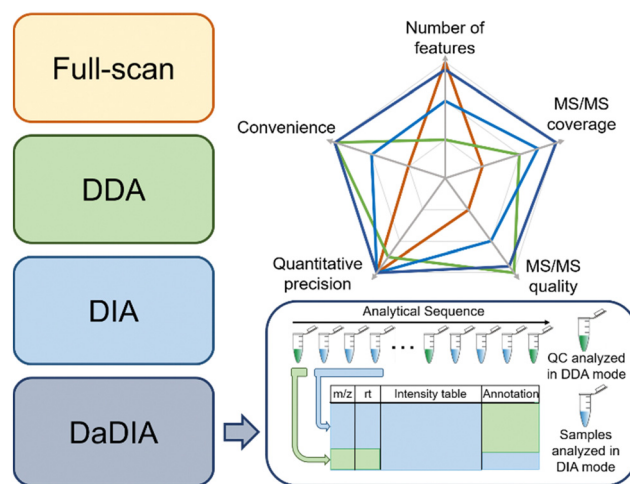 Full-scan
DDA
DIA
DaDIA
Number of
features
Convenience
MS/MS
coverage
Quantitative
precision
MS/MS
quality
Analytical Sequence
QC analyzed
in DDA mode
m/z rt Intensity table Annotation
Samples
analyzed in
DIA mode